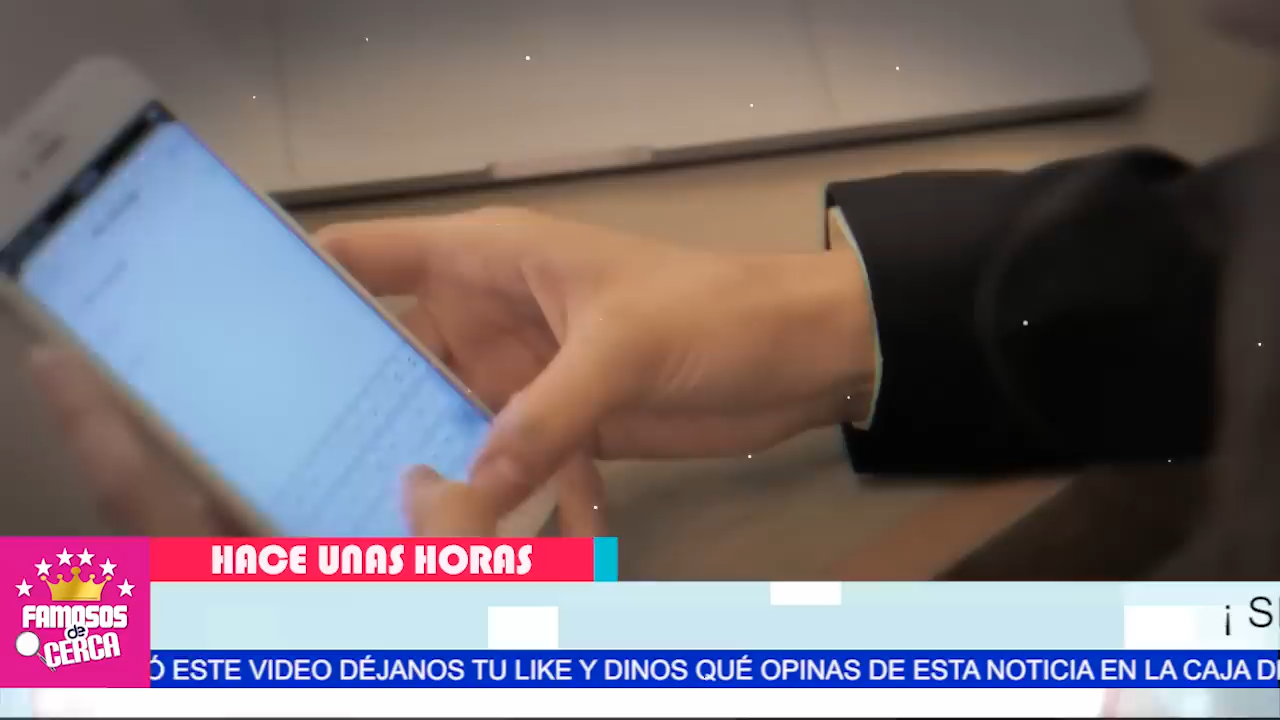 HACE UNAS HORAS
FAMOSOS
de
CERCA
¡ S
Ó ESTE VIDEO DÉJANOS TU LIKE Y DINOS QUÉ OPINAS DE ESTA NOTICIA EN LA CAJA D